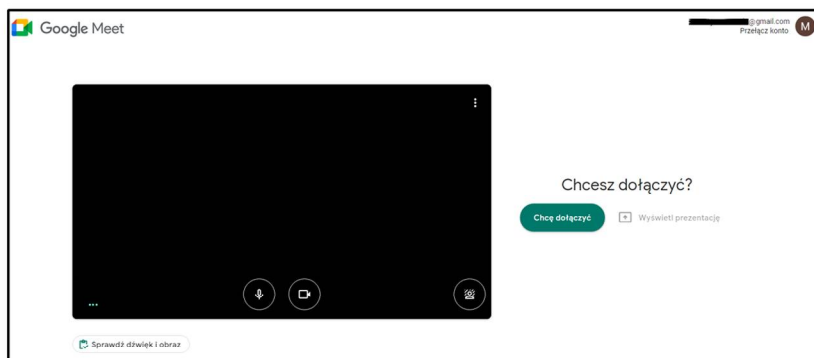 Google Meet
@gmail.com
Przełącz konto
M
Chcesz dołączyć?
Chcę dołączyć
Wyświetl prezentację
Sprawdź dźwięk i obraz